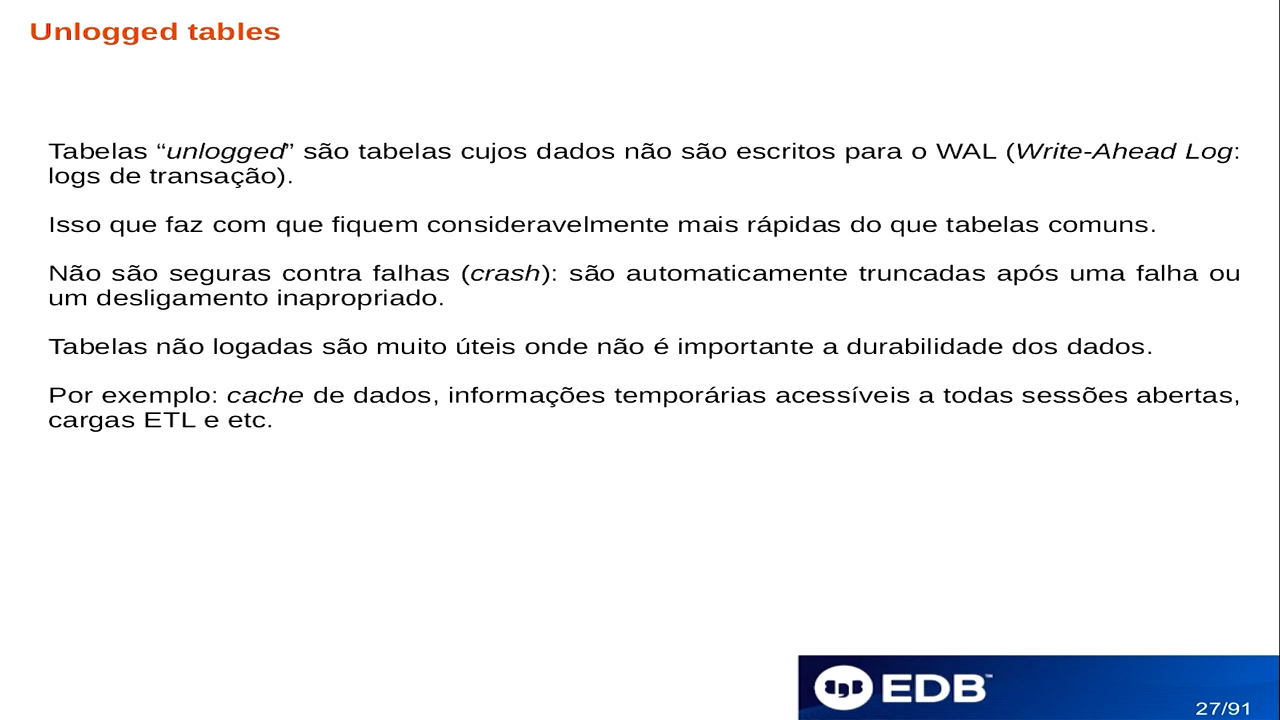 Unlogged tables
Tabelas “unlogged” são tabelas cujos dados não são escritos para o WAL (Write-Ahead Log:
logs de transação).
Isso que faz com que fiquem consideravelmente mais rápidas do que tabelas comuns.
Não são seguras contra falhas (crash): são automaticamente truncadas após uma falha ou
um desligamento inapropriado.
Tabelas não logadas são muito úteis onde não é importante a durabilidade dos dados.
Por exemplo: cache de dados, informações temporárias acessíveis a todas sessões abertas,
cargas ETL e etc.
EDB™
27/91